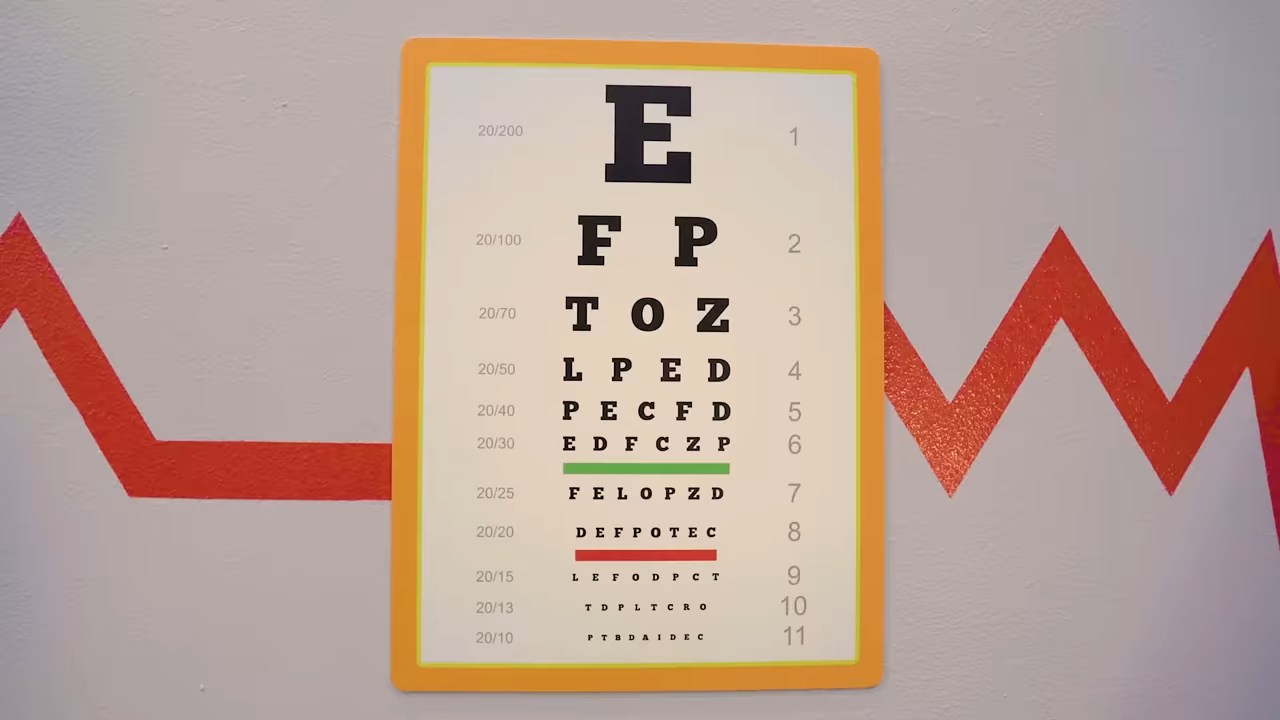 20/200 E 1
20/100 F P 2
20/70 T O Z 3
20/50 L P E D 4
20/40 P E C F D 5
20/30 E D F C Z P 6
20/25 F E L O P Z D 7
20/20 D E F P O T E C 8
20/15 L E F O D P C T 9
20/13 T D P L T C R O 10
20/10 P T B D A I D E C 11